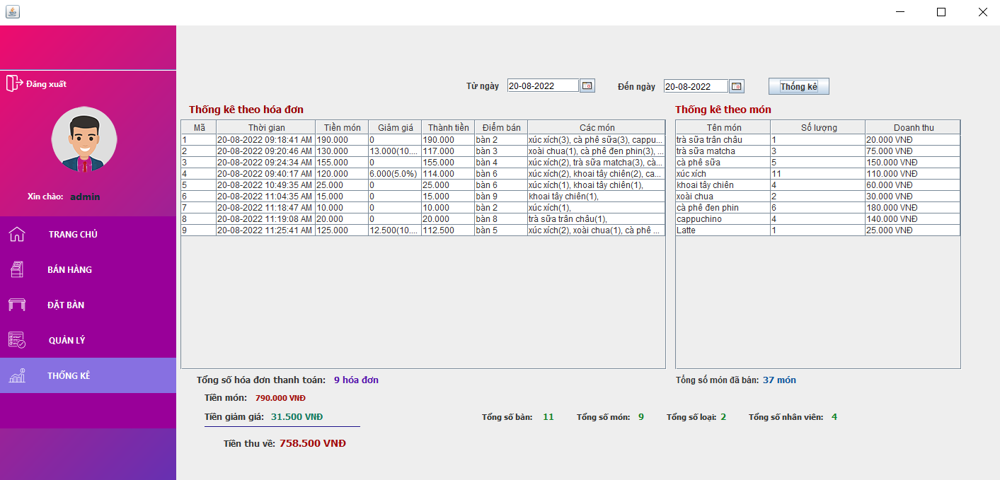 Đăng xuất
Xin chào: admin
TRANG CHỦ
BÁN HÀNG
ĐẶT BÀN
QUẢN LÝ
THỐNG KÊ
Từ ngày 20-08-2022 Đến ngày 20-08-2022 Thống kê
Thống kê theo hóa đơn
Mã Thời gian Tiền món Giảm giá Thành tiền Điểm bán Các món
1 20-08-2022 09:18:41 AM 190.000 0 190.000 bàn 2 xúc xích(3), cà phê sữa(3), cappu...
2 20-08-2022 09:20:46 AM 130.000 13.000(10.... 117.000 bàn 3 xoài chua(1), cà phê đen phin(3), ...
3 20-08-2022 09:24:34 AM 155.000 0 155.000 bàn 4 xúc xích(2), trà sữa matcha(3), cà...
4 20-08-2022 09:40:17 AM 120.000 6.000(5.0%) 114.000 bàn 6 xúc xích(2), khoai tây chiên(2), ca...
5 20-08-2022 10:49:35 AM 25.000 0 25.000 bàn 6 xúc xích(1), khoai tây chiên(1),
6 20-08-2022 11:04:35 AM 15.000 0 15.000 bàn 9 khoai tây chiên(1),
7 20-08-2022 11:18:47 AM 10.000 0 10.000 bàn 2 xúc xích(1),
8 20-08-2022 11:19:08 AM 20.000 0 20.000 bàn 8 trà sữa trân châu(1),
9 20-08-2022 11:25:41 AM 125.000 12.500(10.... 112.500 bàn 5 xúc xích(2), xoài chua(1), cà phê ...
Thống kê theo món
Tên món Số lượng Doanh thu
trà sữa trân châu 1 20.000 VNĐ
trà sữa matcha 3 75.000 VNĐ
cà phê sữa 5 150.000 VNĐ
xúc xích 11 110.000 VNĐ
khoai tây chiên 4 60.000 VNĐ
xoài chua 2 30.000 VNĐ
cà phê đen phin 6 180.000 VNĐ
cappuchino 4 140.000 VNĐ
Latte 1 25.000 VNĐ
Tổng số hóa đơn thanh toán: 9 hóa đơn
Tổng số món đã bán: 37 món
Tiền món: 790.000 VNĐ
Tiền giảm giá: 31.500 VNĐ
Tổng số bàn: 11 Tổng số món: 9 Tổng số loại: 2 Tổng số nhân viên: 4
Tiền thu về: 758.500 VNĐ